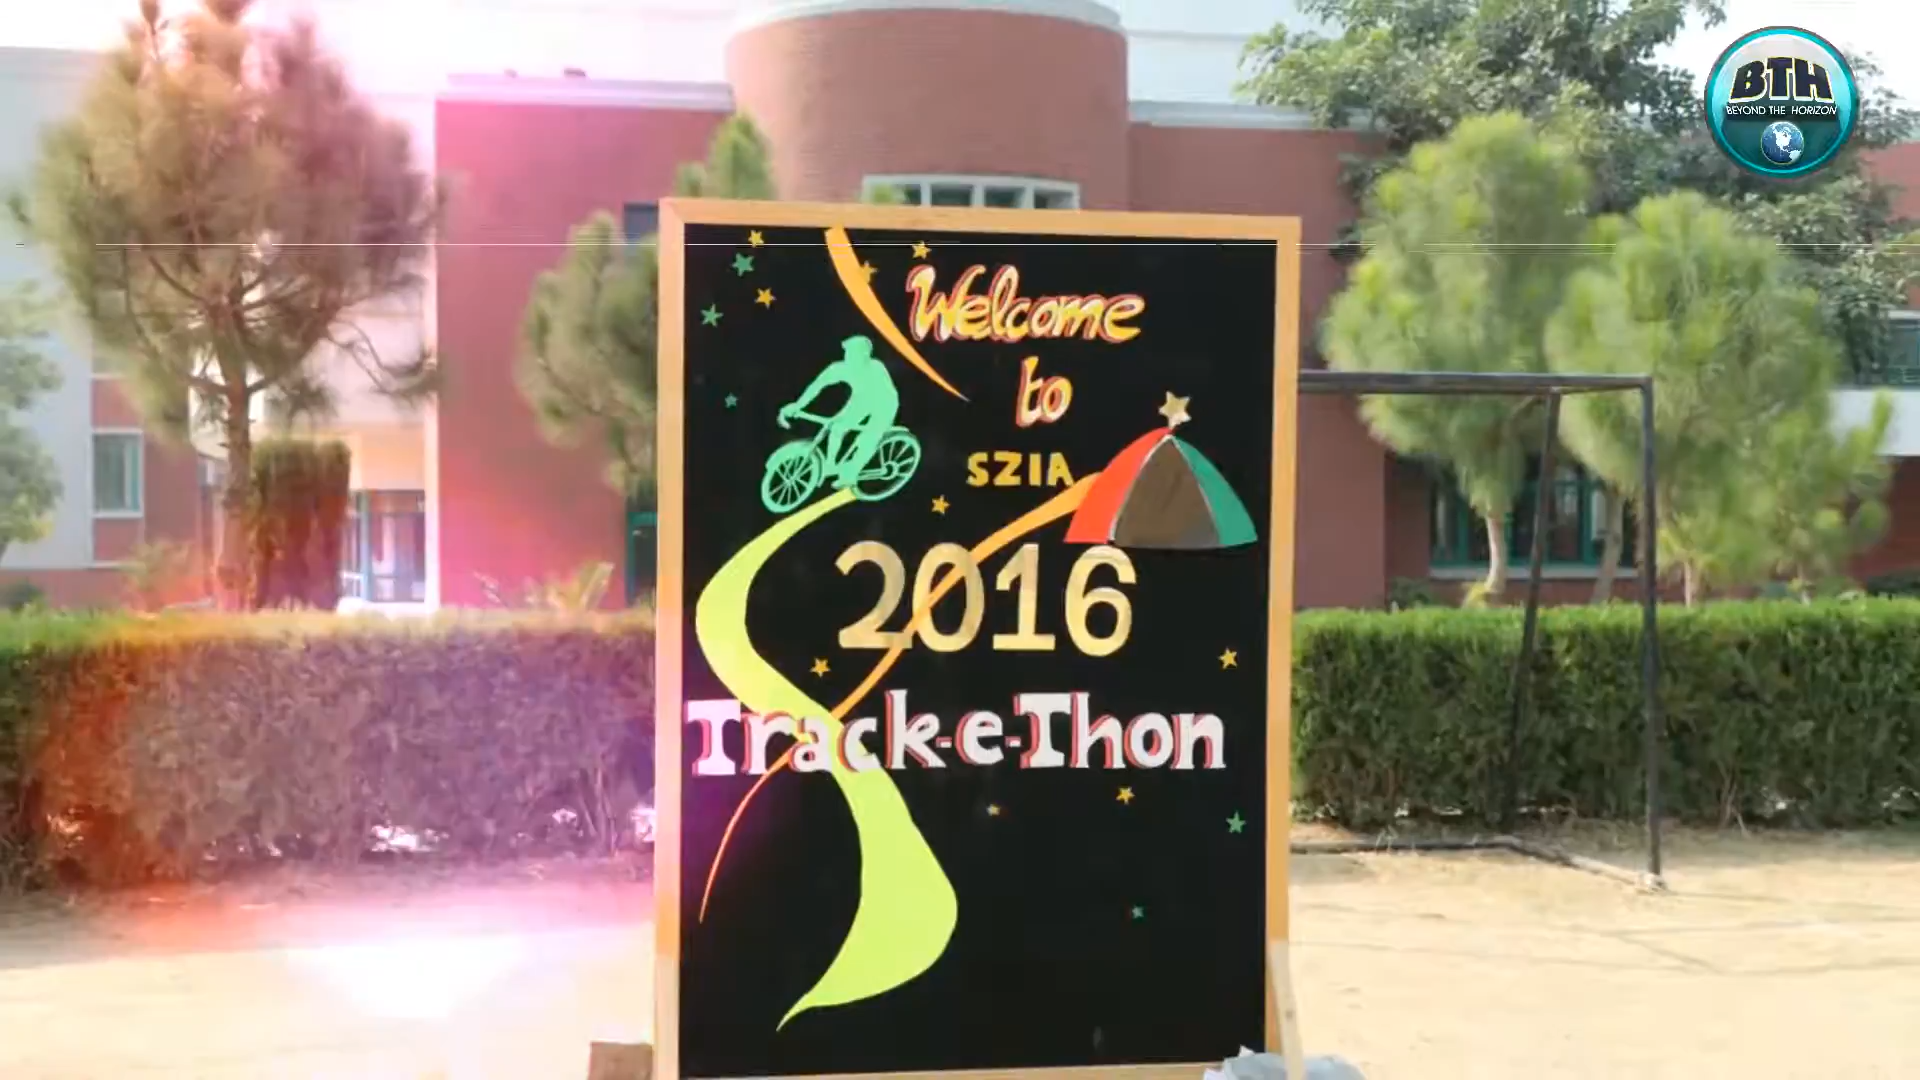 BTH
BEYOND THE HORIZON
Welcome
to
SZIA
2016
Track-e-Thon